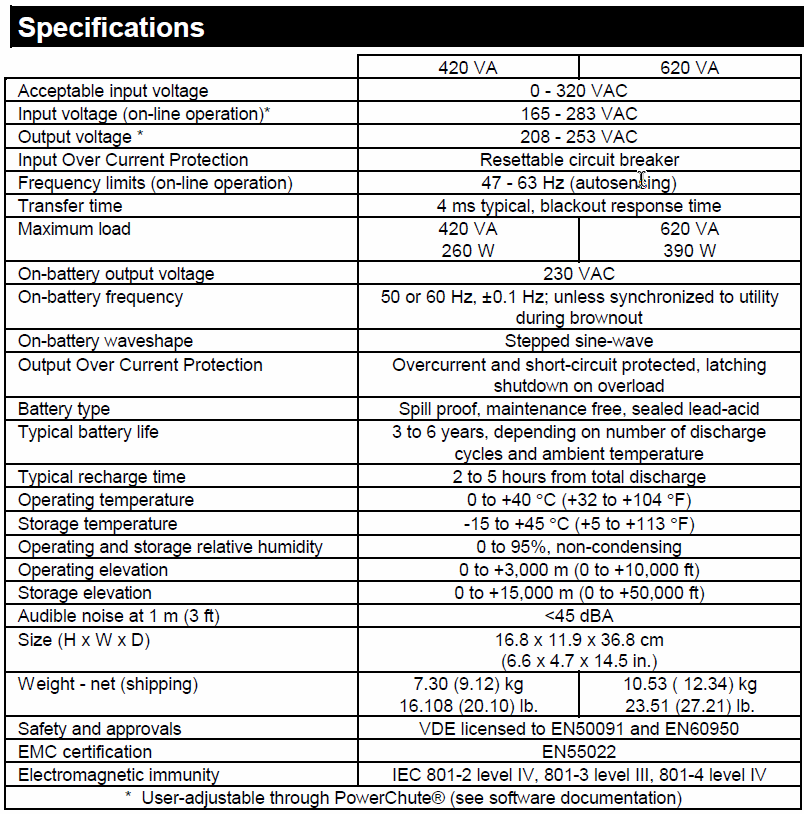 Specifications
420 VA 620 VA
Acceptable input voltage 0 - 320 VAC
Input voltage (on-line operation)* 165 - 283 VAC
Output voltage * 208 - 253 VAC
Input Over Current Protection Resettable circuit breaker
Frequency limits (on-line operation) 47 - 63 Hz (autosensing)
Transfer time 4 ms typical, blackout response time
Maximum load 420 VA 620 VA
260 W 390 W
On-battery output voltage 230 VAC
On-battery frequency 50 or 60 Hz, ±0.1 Hz; unless synchronized to utility
during brownout
On-battery waveshape Stepped sine-wave
Output Over Current Protection Overcurrent and short-circuit protected, latching
shutdown on overload
Battery type Spill proof, maintenance free, sealed lead-acid
Typical battery life 3 to 6 years, depending on number of discharge
cycles and ambient temperature
Typical recharge time 2 to 5 hours from total discharge
Operating temperature 0 to +40 °C (+32 to +104 °F)
Storage temperature -15 to +45 °C (+5 to +113 °F)
Operating and storage relative humidity 0 to 95%, non-condensing
Operating elevation 0 to +3,000 m (0 to +10,000 ft)
Storage elevation 0 to +15,000 m (0 to +50,000 ft)
Audible noise at 1 m (3 ft) <45 dBA
Size (H x W x D) 16.8 x 11.9 x 36.8 cm
(6.6 x 4.7 x 14.5 in.)
Weight - net (shipping) 7.30 (9.12) kg 10.53 ( 12.34) kg
16.108 (20.10) lb. 23.51 (27.21) lb.
Safety and approvals VDE licensed to EN50091 and EN60950
EMC certification EN55022
Electromagnetic immunity IEC 801-2 level IV, 801-3 level III, 801-4 level IV
* User-adjustable through PowerChute® (see software documentation)